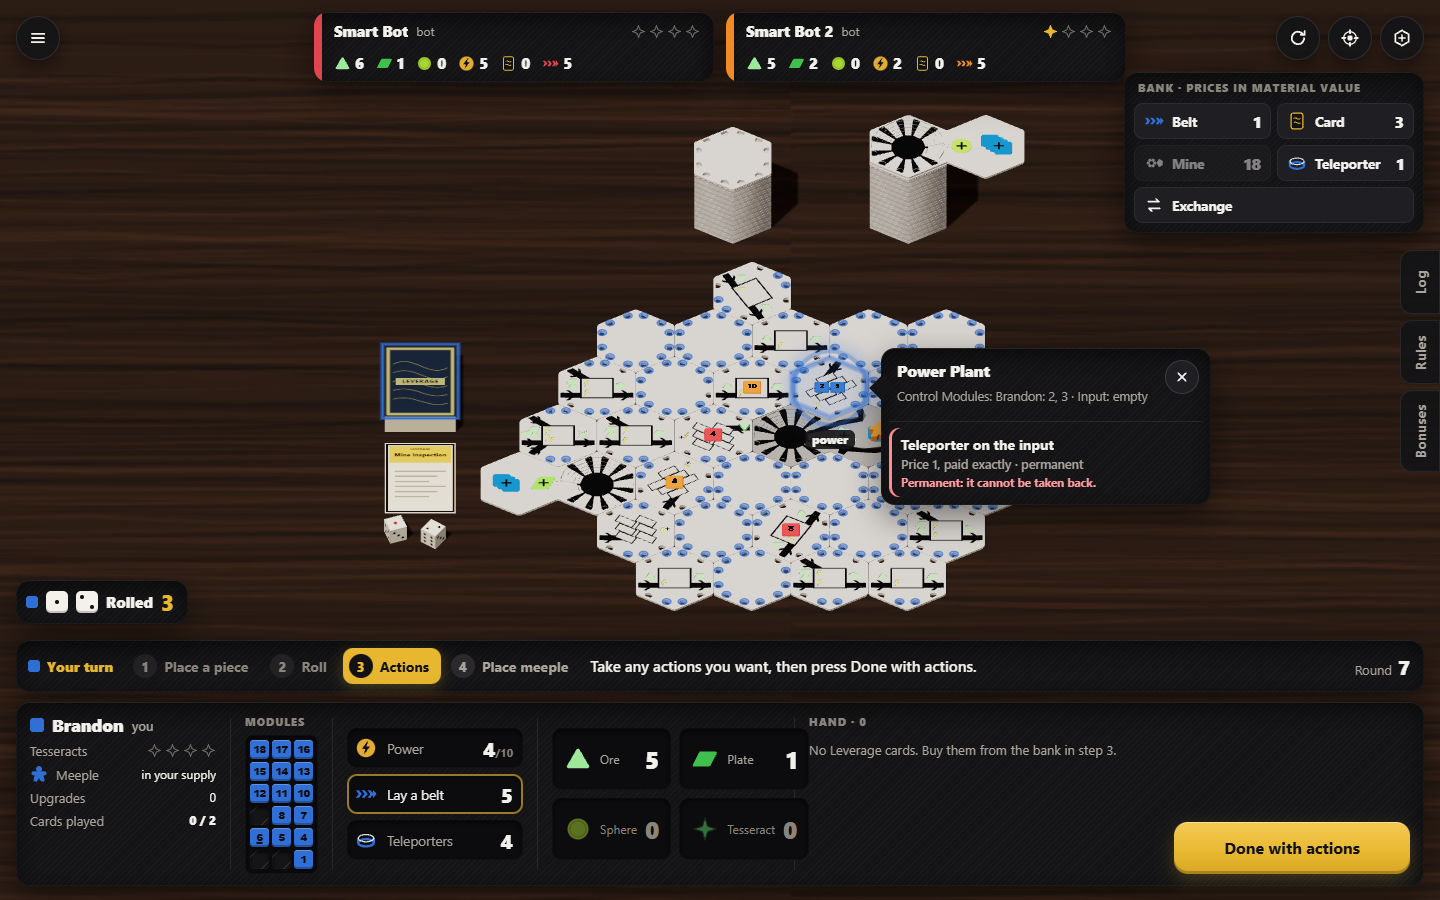 Smart Bot bot
6 1 0 5 0 5
Smart Bot 2 bot
5 2 0 2 0 5
BANK · PRICES IN MATERIAL VALUE
Belt 1
Card 3
Mine 18
Teleporter 1
Exchange
Log
Rules
Bonuses
LEVERAGE
Mine Inspection
10
2 3
4
power
Power Plant
Control Modules: Brandon: 2, 3 · Input: empty
Teleporter on the input
Price 1, paid exactly · permanent
Permanent: it cannot be taken back.
Rolled 3
Your turn
1 Place a piece
2 Roll
3 Actions
4 Place meeple
Take any actions you want, then press Done with actions.
Round 7
Brandon you
Tesseracts
Meeple in your supply
Upgrades 0
Cards played 0 / 2
MODULES
18 17 16
15 14 13
12 11 10
8 7
6 5 4
1
Power 4/10
Lay a belt 5
Teleporters 4
Ore 5
Plate 1
Sphere 0
Tesseract 0
HAND · 0
No Leverage cards. Buy them from the bank in step 3.
Done with actions